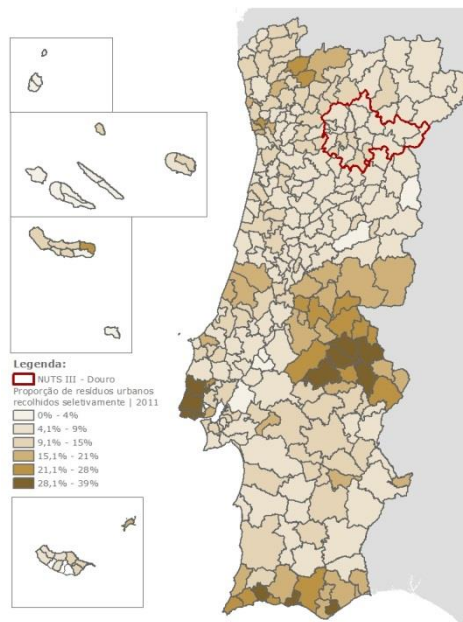 Legenda:
NUTS III - Douro
Proporção de resíduos urbanos
recolhidos seletivamente | 2011
0% - 4%
4,1% - 9%
9,1% - 15%
15,1% - 21%
21,1% - 28%
28,1% - 39%